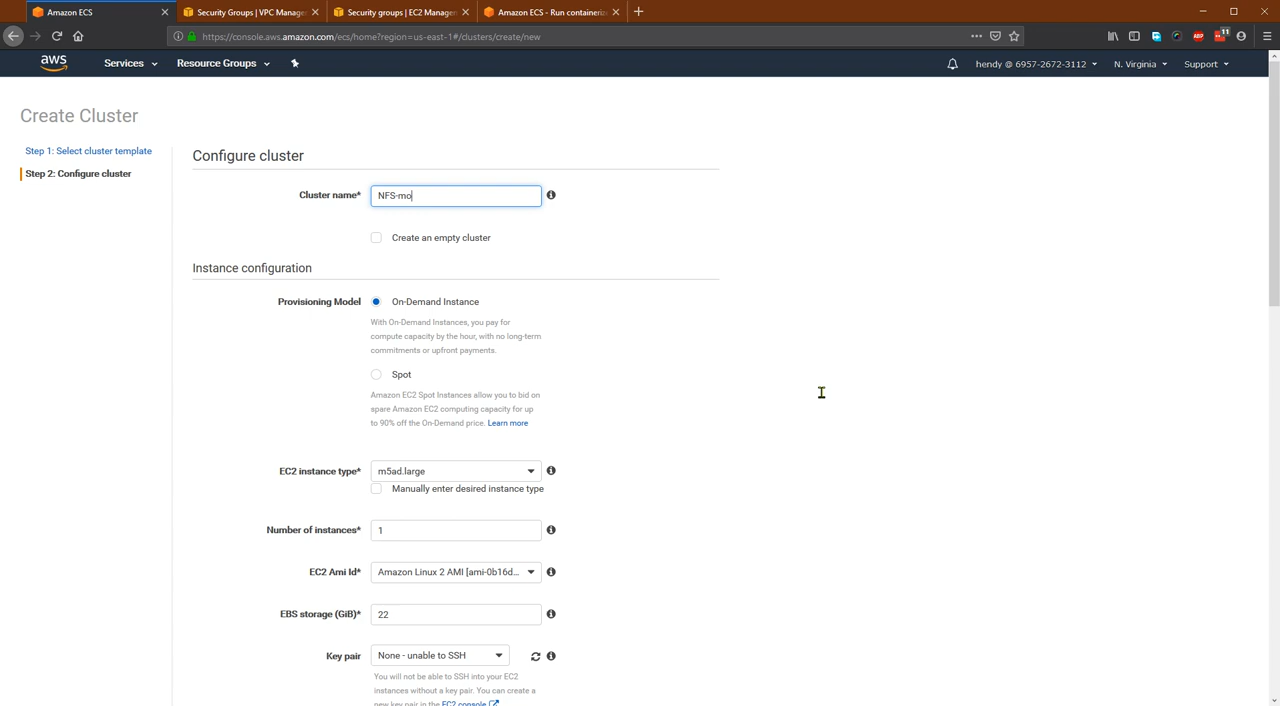 Amazon ECS
Security Groups | VPC Manager
Security groups | EC2 Manager
Amazon ECS - Run containeriz
https://console.aws.amazon.com/ecs/home?region=us-east-1#/clusters/create/new
ABP
11
aws
Services
Resource Groups
hendy @ 6957-2672-3112
N. Virginia
Support
Create Cluster
Step 1: Select cluster template
Step 2: Configure cluster
Configure cluster
Cluster name*
NFS-mo
Create an empty cluster
Instance configuration
Provisioning Model
On-Demand Instance
With On-Demand Instances, you pay for
compute capacity by the hour, with no long-term
commitments or upfront payments.
Spot
Amazon EC2 Spot Instances allow you to bid on
spare Amazon EC2 computing capacity for up
to 90% off the On-Demand price. Learn more
EC2 instance type*
m5ad.large
Manually enter desired instance type
Number of instances*
1
EC2 Ami Id*
Amazon Linux 2 AMI [ami-0b16d...
EBS storage (GiB)*
22
Key pair
None - unable to SSH
You will not be able to SSH into your EC2
instances without a key pair. You can create a
new key pair in the EC2 console